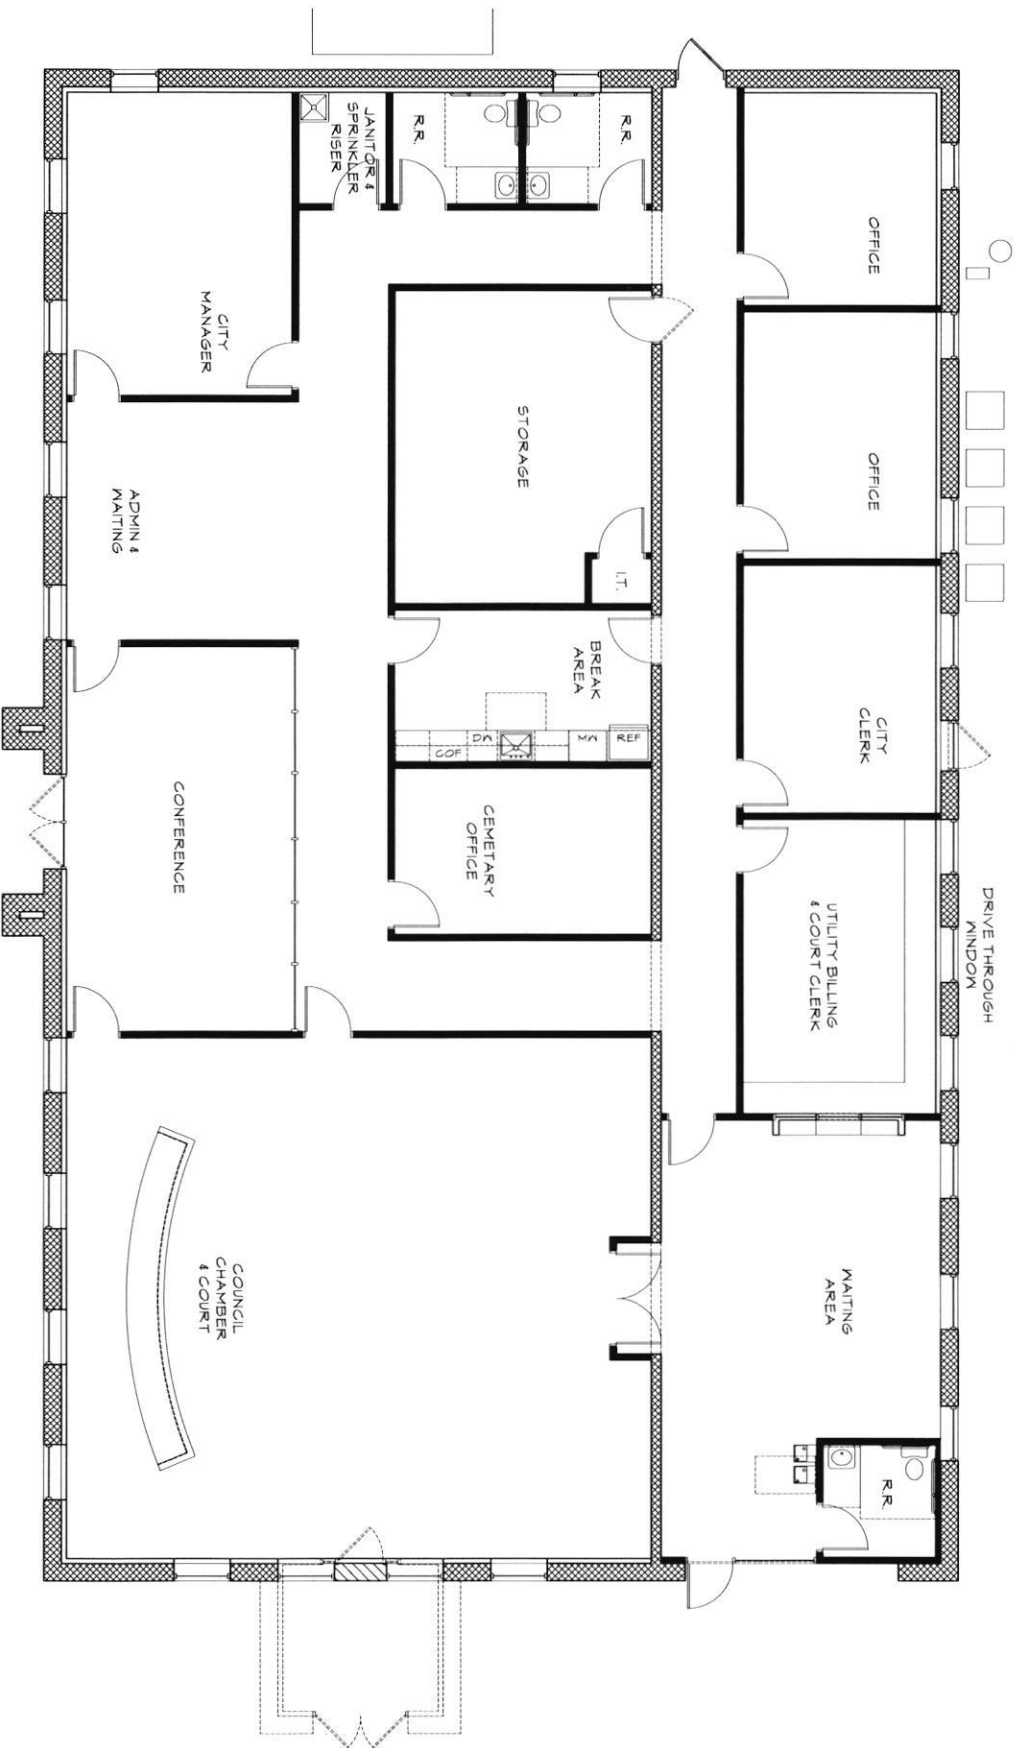 JANITOR &
SPRINKLER
RISER
R.R.
R.R.
OFFICE
CITY
MANAGER
STORAGE
OFFICE
ADMIN &
WAITING
I.T.
BREAK
AREA
CITY
CLERK
DW
COF
MW
REF
CONFERENCE
CEMETARY
OFFICE
UTILITY BILLING
& COURT CLERK
DRIVE THROUGH
WINDOW
COUNCIL
CHAMBER
& COURT
WAITING
AREA
R.R.